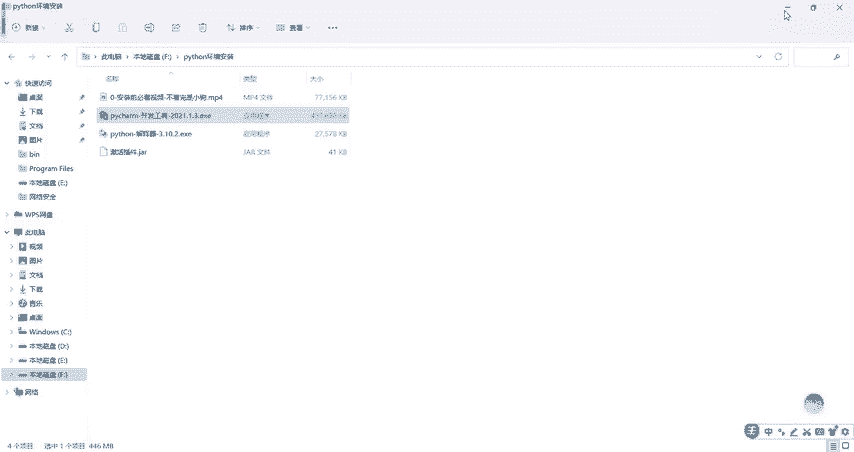 python环境安装
新建
排序
查看
此电脑 › 本地磁盘 (F:) › python环境安装
名称
类型
大小
0-安装前必看视频-不看完是小狗.mp4
MP4 文件
77,156 KB
pycharm-开发工具-2021.1.3.exe
python-解释器-3.10.2.exe
应用程序
27,578 KB
激活插件.jar
JAR 文件
41 KB
快速访问
桌面
下载
文档
图片
bin
Program Files
本地磁盘 (E:)
网络安全
WPS网盘
此电脑
视频
图片
文档
下载
音乐
桌面
Windows (C:)
本地磁盘 (D:)
本地磁盘 (E:)
本地磁盘 (F:)
网络
中
4 个项目 选中 1 个项目 446 MB